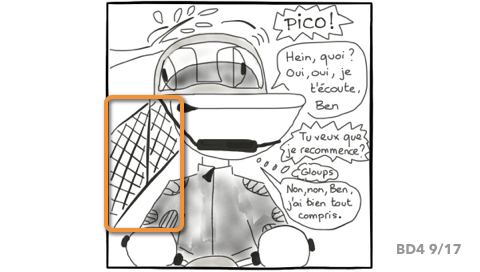 pico!
Hein, quoi ?
Oui, oui, je
t'écoute,
Ben
Tu veux que
je recommence?
Gloups
Non, non, Ben,
j'ai bien tout
compris.
BD4 9/17